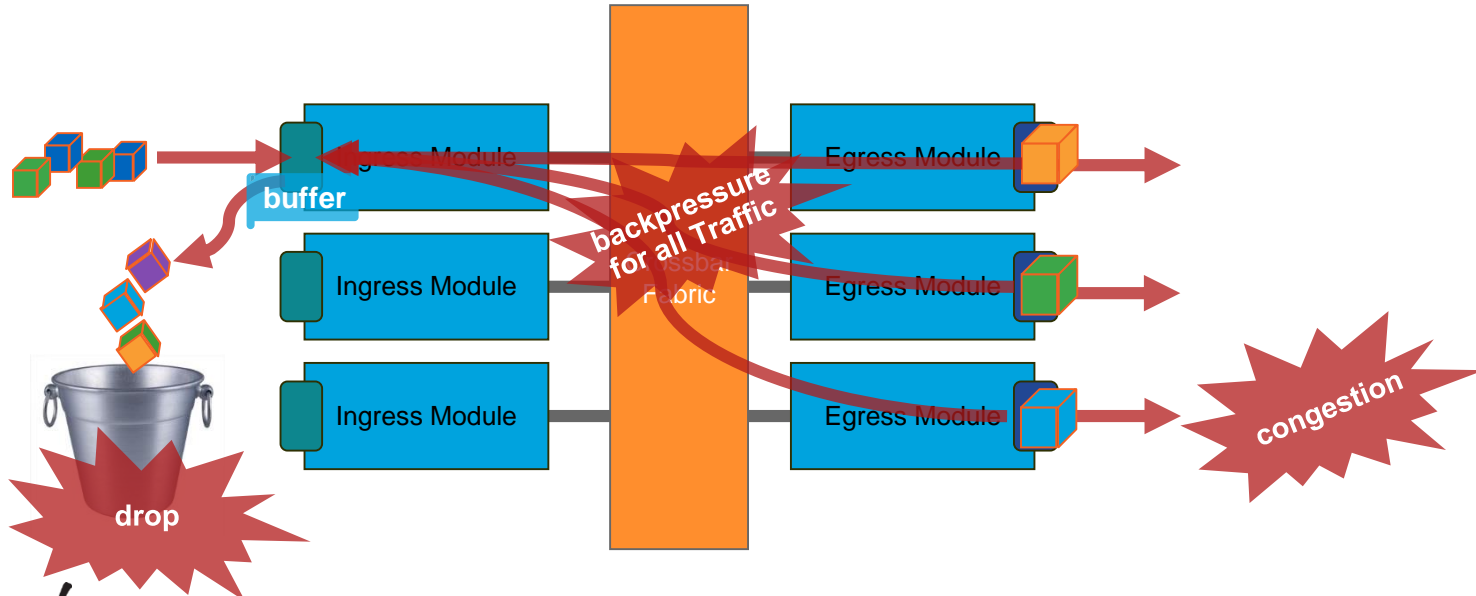 Ingress Module
Egress Module
buffer
backpressure
for all Traffic
Ingress Module
Fabric
Egress Module
Ingress Module
Egress Module
congestion
drop